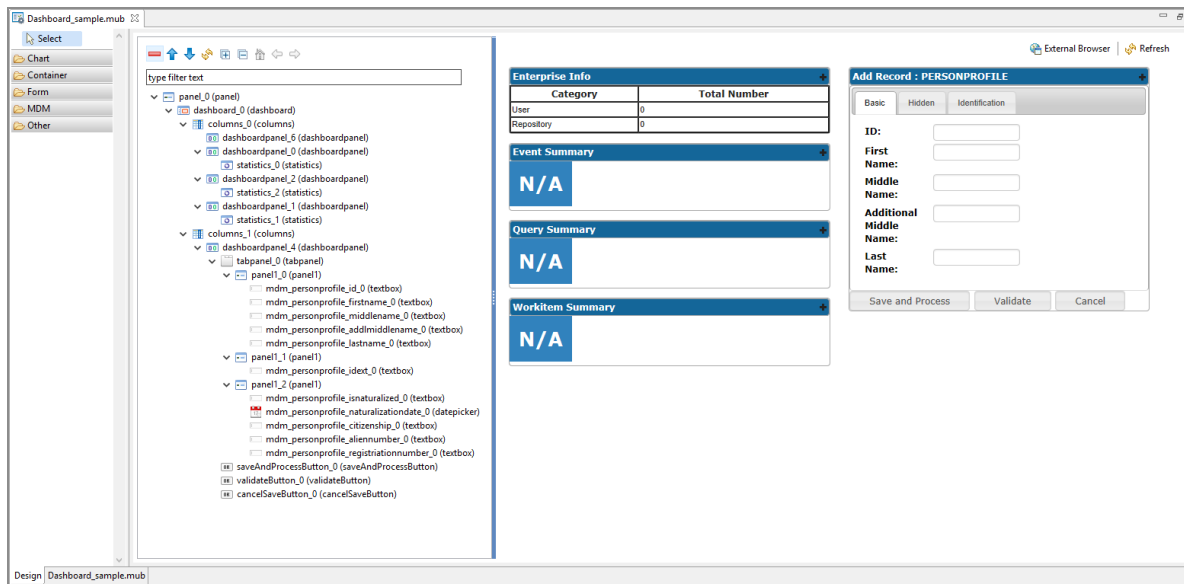 Dashboard_sample.mub
Select
Chart
Container
Form
MDM
Other
type filter text
panel_0 (panel)
dashboard_0 (dashboard)
columns_0 (columns)
dashboardpanel_6 (dashboardpanel)
dashboardpanel_0 (dashboardpanel)
statistics_0 (statistics)
dashboardpanel_2 (dashboardpanel)
statistics_2 (statistics)
dashboardpanel_1 (dashboardpanel)
statistics_1 (statistics)
columns_1 (columns)
dashboardpanel_4 (dashboardpanel)
tabpanel_0 (tabpanel)
panel1_0 (panel1)
mdm_personprofile_id_0 (textbox)
mdm_personprofile_firstname_0 (textbox)
mdm_personprofile_middlename_0 (textbox)
mdm_personprofile_addlmiddlename_0 (textbox)
mdm_personprofile_lastname_0 (textbox)
panel1_1 (panel1)
mdm_personprofile_idext_0 (textbox)
panel1_2 (panel1)
mdm_personprofile_isnaturalized_0 (textbox)
mdm_personprofile_naturalizationdate_0 (datepicker)
mdm_personprofile_citizenship_0 (textbox)
mdm_personprofile_aliennumber_0 (textbox)
mdm_personprofile_registriationnumber_0 (textbox)
saveAndProcessButton_0 (saveAndProcessButton)
validateButton_0 (validateButton)
cancelSaveButton_0 (cancelSaveButton)
External Browser Refresh
Enterprise Info
Category Total Number
User 0
Repository 0
Event Summary
N/A
Query Summary
N/A
Workitem Summary
N/A
Add Record : PERSONPROFILE
Basic Hidden Identification
ID:
First
Name:
Middle
Name:
Additional
Middle
Name:
Last
Name:
Save and Process Validate Cancel
Design Dashboard_sample.mub